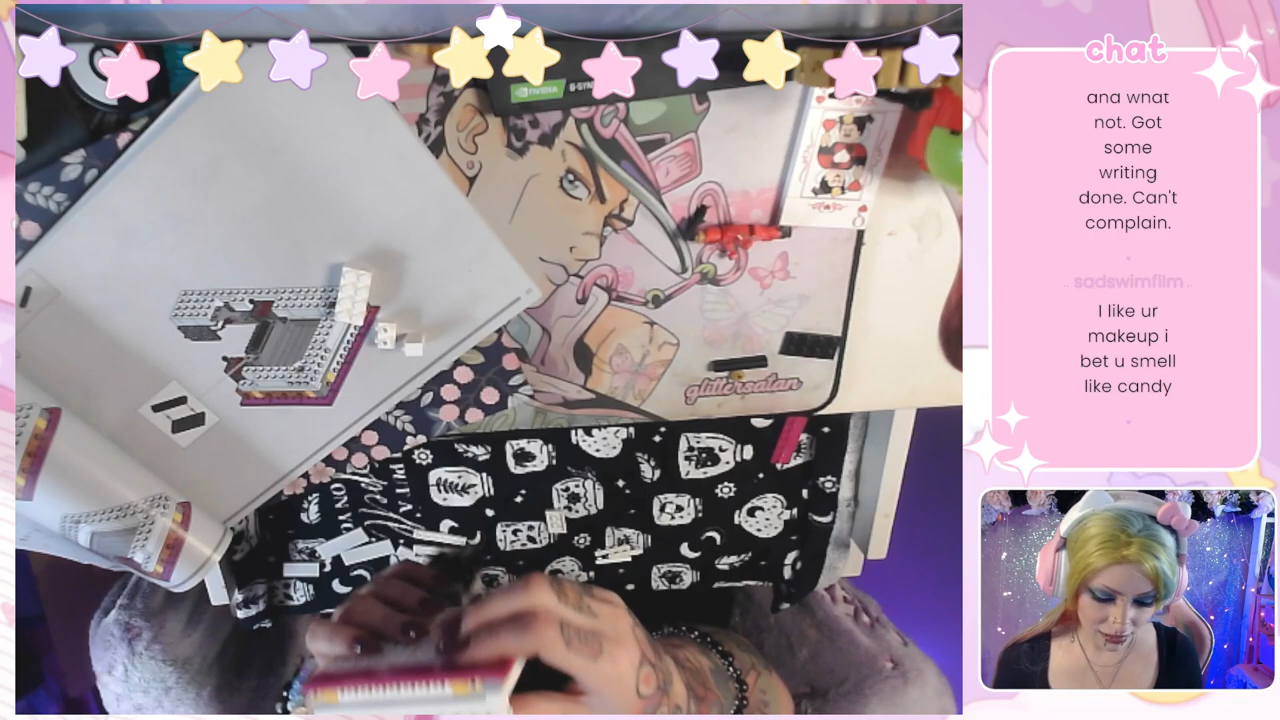 chat
and what
not. Got
some
writing
done. Can't
complain.
sadswimfilm
I like ur
makeup i
bet u smell
like candy
NVIDIA
glittersatan